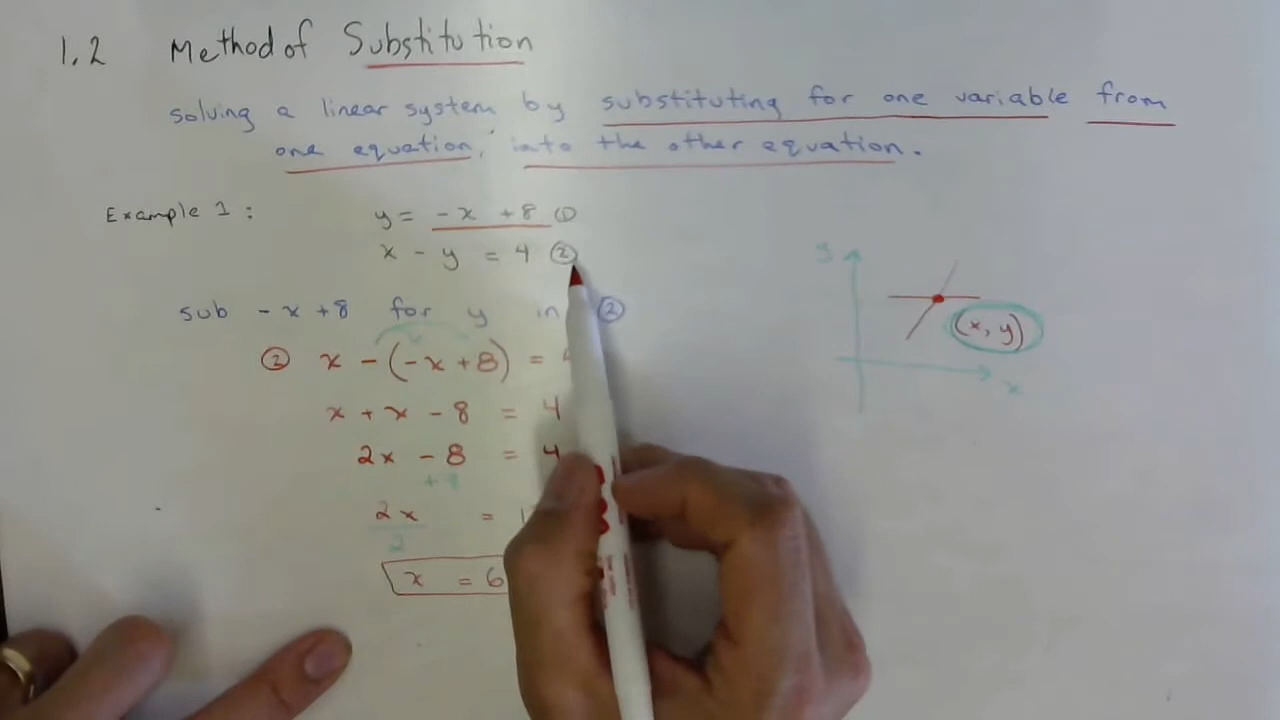 1.2 Method of Substitution
solving a linear system by substituting for one variable from
one equation, into the other equation.
Example 1: y = -x + 8 ①
x - y = 4 ②
sub -x + 8 for y in ②
② x - (-x + 8) =
x + x - 8 = 4
2x - 8 = 4
+8
2x =
2
x = 6
y
(x, y)
x